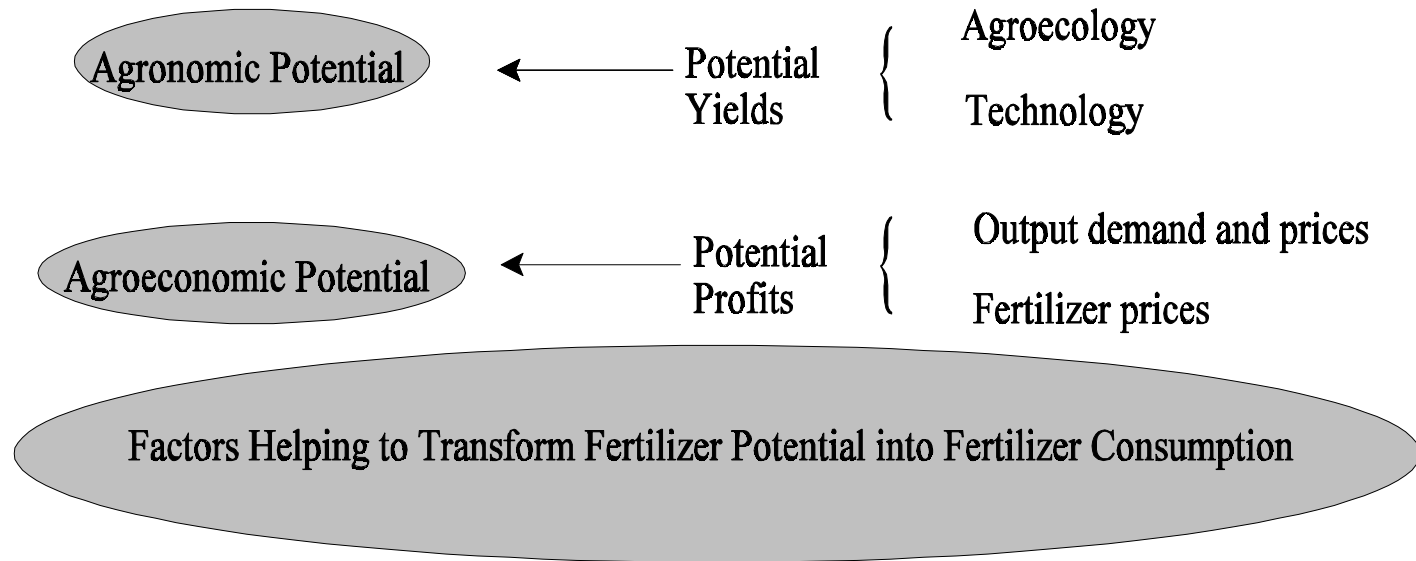 Agronomic Potential
Potential
Yields
Agroecology
Technology
Agroeconomic Potential
Potential
Profits
Output demand and prices
Fertilizer prices
Factors Helping to Transform Fertilizer Potential into Fertilizer Consumption